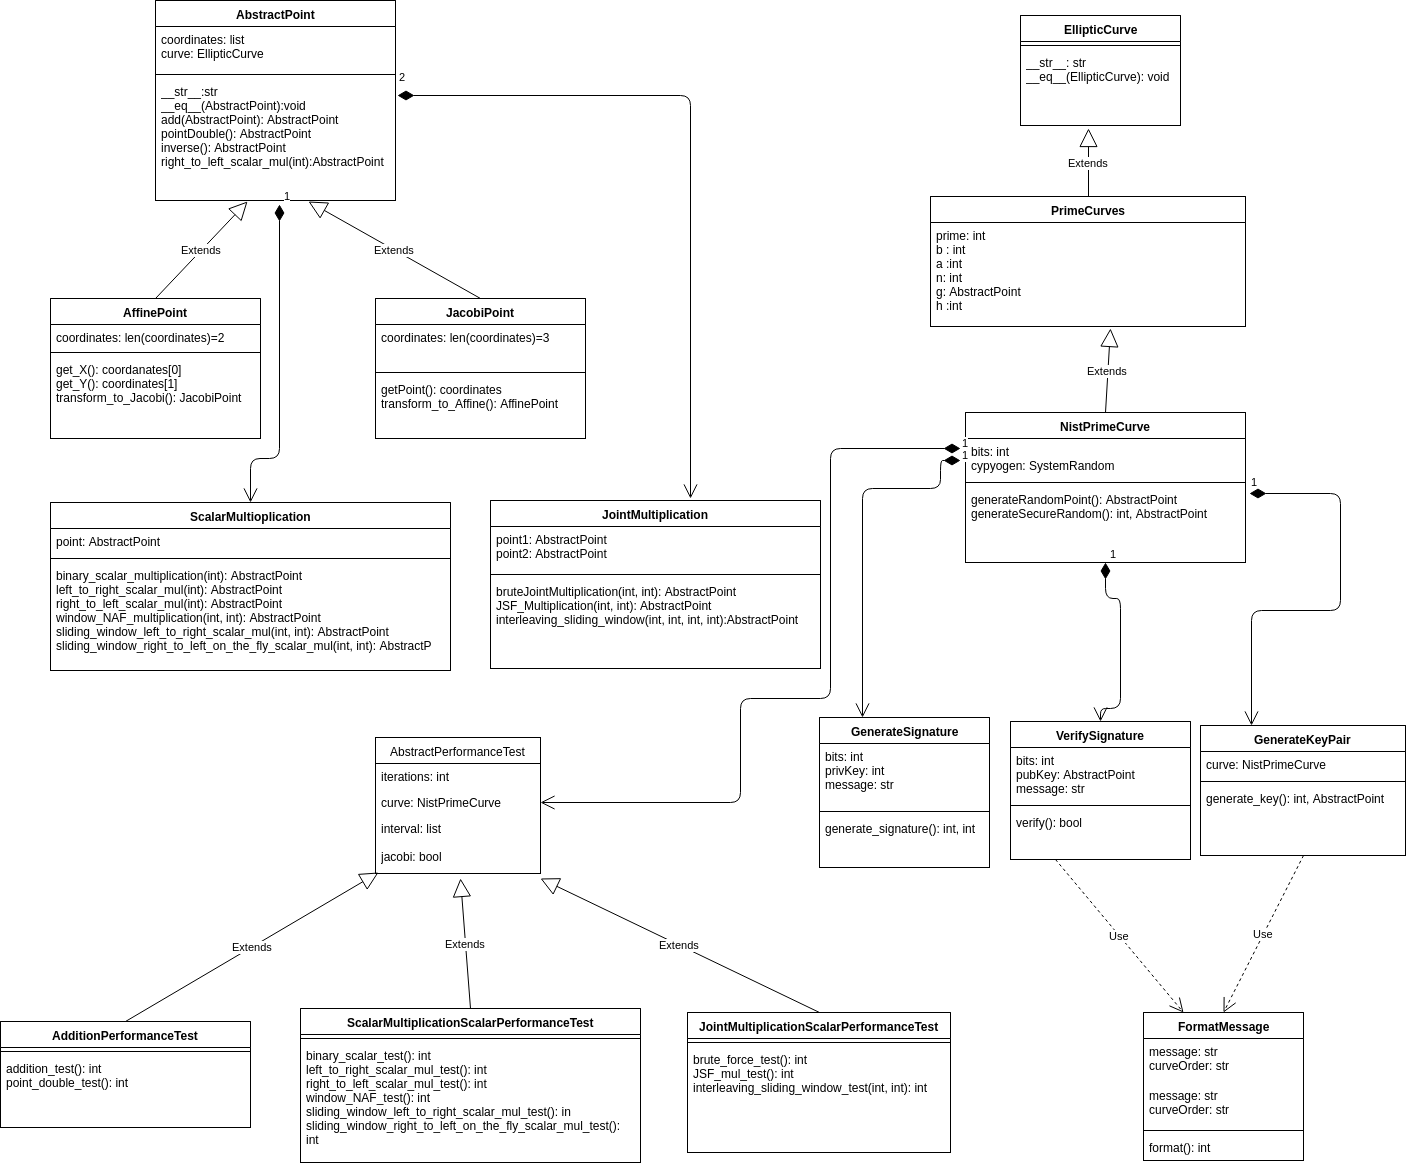 AbstractPoint
coordinates: list
curve: EllipticCurve
__str__:str
__eq__(AbstractPoint):void
add(AbstractPoint): AbstractPoint
pointDouble(): AbstractPoint
inverse(): AbstractPoint
right_to_left_scalar_mul(int):AbstractPoint
2
1
EllipticCurve
__str__: str
__eq__(EllipticCurve): void
Extends
PrimeCurves
prime: int
b : int
a :int
n: int
g: AbstractPoint
h :int
Extends
Extends
AffinePoint
coordinates: len(coordinates)=2
get_X(): coordanates[0]
get_Y(): coordinates[1]
transform_to_Jacobi(): JacobiPoint
JacobiPoint
coordinates: len(coordinates)=3
getPoint(): coordinates
transform_to_Affine(): AffinePoint
Extends
NistPrimeCurve
bits: int
cypyogen: SystemRandom
generateRandomPoint(): AbstractPoint
generateSecureRandom(): int, AbstractPoint
1
1
1
1
ScalarMultioplication
point: AbstractPoint
binary_scalar_multiplication(int): AbstractPoint
left_to_right_scalar_mul(int): AbstractPoint
right_to_left_scalar_mul(int): AbstractPoint
window_NAF_multiplication(int, int): AbstractPoint
sliding_window_left_to_right_scalar_mul(int, int): AbstractPoint
sliding_window_right_to_left_on_the_fly_scalar_mul(int, int): AbstractP
JointMultiplication
point1: AbstractPoint
point2: AbstractPoint
bruteJointMultiplication(int, int): AbstractPoint
JSF_Multiplication(int, int): AbstractPoint
interleaving_sliding_window(int, int, int, int):AbstractPoint
AbstractPerformanceTest
iterations: int
curve: NistPrimeCurve
interval: list
jacobi: bool
GenerateSignature
bits: int
privKey: int
message: str
generate_signature(): int, int
VerifySignature
bits: int
pubKey: AbstractPoint
message: str
verify(): bool
GenerateKeyPair
curve: NistPrimeCurve
generate_key(): int, AbstractPoint
Extends
Extends
Extends
Use
Use
AdditionPerformanceTest
addition_test(): int
point_double_test(): int
ScalarMultiplicationScalarPerformanceTest
binary_scalar_test(): int
left_to_right_scalar_mul_test(): int
right_to_left_scalar_mul_test(): int
window_NAF_test(): int
sliding_window_left_to_right_scalar_mul_test(): in
sliding_window_right_to_left_on_the_fly_scalar_mul_test():
int
JointMultiplicationScalarPerformanceTest
brute_force_test(): int
JSF_mul_test(): int
interleaving_sliding_window_test(int, int): int
FormatMessage
message: str
curveOrder: str
message: str
curveOrder: str
format(): int